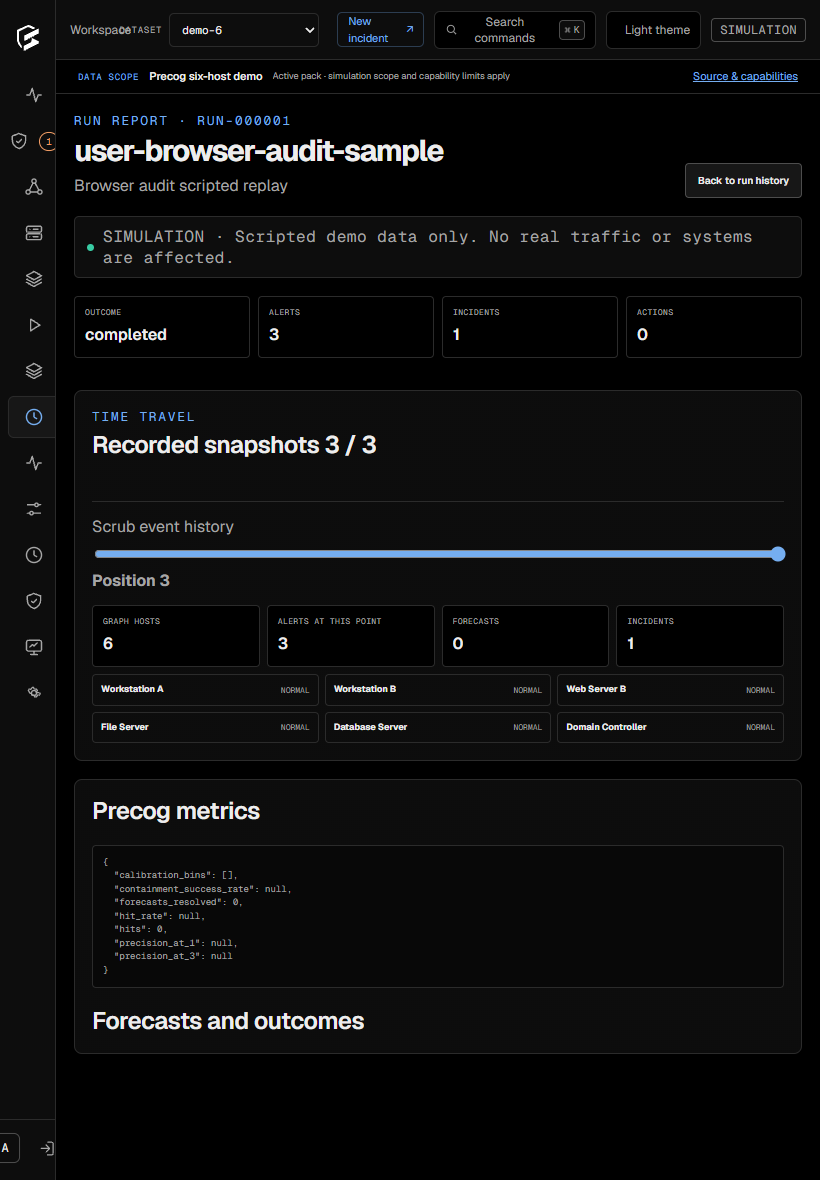 Workspace DATASET demo-6 New incident Search commands ⌘ K Light theme SIMULATION
DATA SCOPE Precog six-host demo Active pack · simulation scope and capability limits apply Source & capabilities
1
RUN REPORT · RUN-000001
user-browser-audit-sample
Browser audit scripted replay
Back to run history
SIMULATION · Scripted demo data only. No real traffic or systems
are affected.
OUTCOME ALERTS INCIDENTS ACTIONS
completed 3 1 0
TIME TRAVEL
Recorded snapshots 3 / 3
Scrub event history
Position 3
GRAPH HOSTS ALERTS AT THIS POINT FORECASTS INCIDENTS
6 3 0 1
Workstation A NORMAL Workstation B NORMAL Web Server B NORMAL
File Server NORMAL Database Server NORMAL Domain Controller NORMAL
Precog metrics
{
"calibration_bins": [],
"containment_success_rate": null,
"forecasts_resolved": 0,
"hit_rate": null,
"hits": 0,
"precision_at_1": null,
"precision_at_3": null
}
Forecasts and outcomes
A